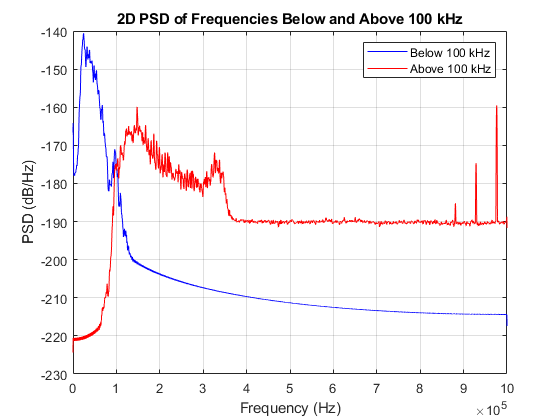 2D PSD of Frequencies Below and Above 100 kHz
Below 100 kHz
Above 100 kHz
PSD (dB/Hz)
-140
-150
-160
-170
-180
-190
-200
-210
-220
-230
0 1 2 3 4 5 6 7 8 9 10
×10⁵
Frequency (Hz)